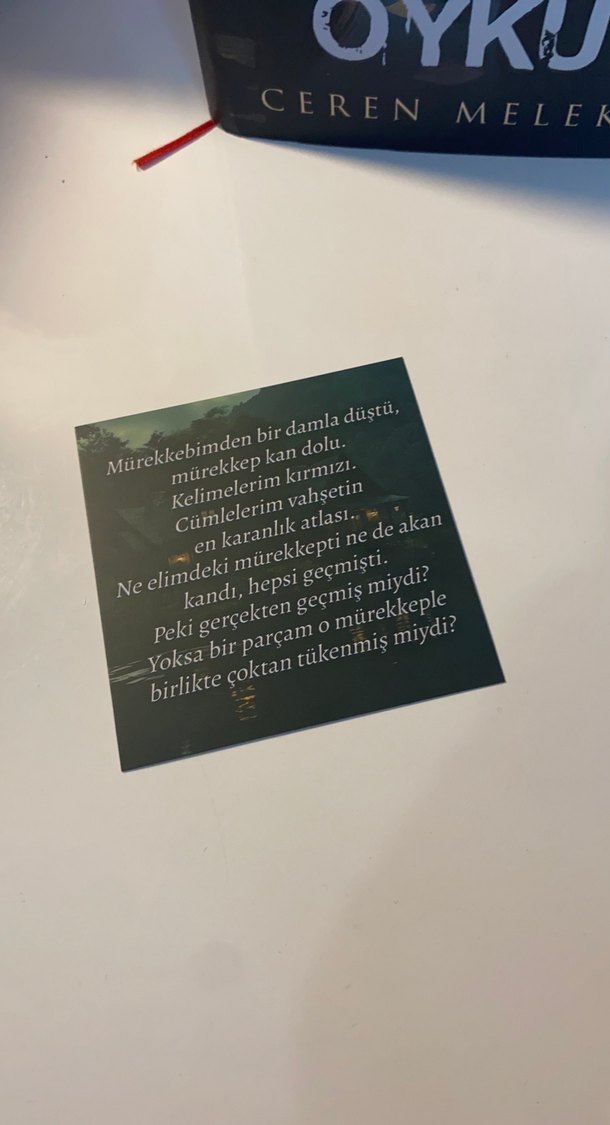 ÖYKÜ
CEREN MELEK
Mürekkebimden bir damla düştü,
mürekkep kan dolu.
Kelimelerim kırmızı.
Cümlelerim vahşetin
en karanlık atlası.
Ne elimdeki mürekkepti ne de akan
kandı, hepsi geçmişti.
Peki gerçekten geçmiş miydi?
Yoksa bir parçam o mürekkeple
birlikte çoktan tükenmiş miydi?